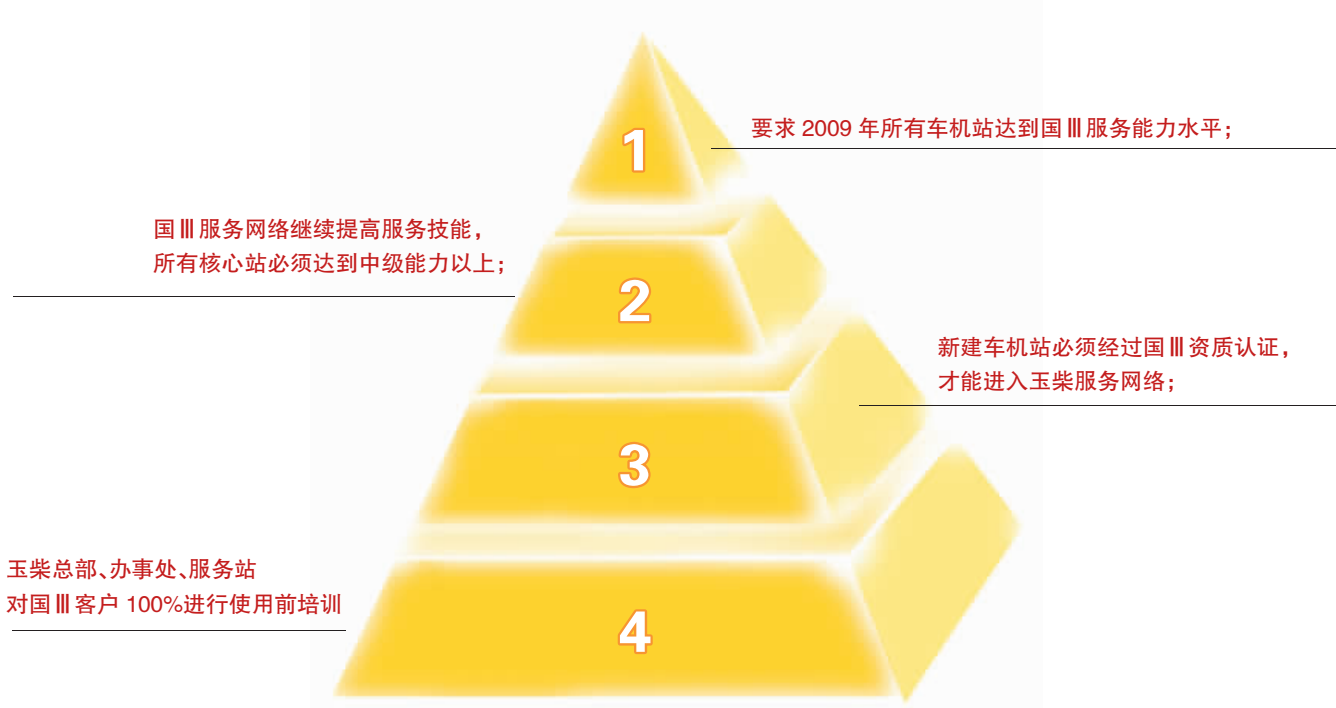 1
要求 2009 年所有车机站达到国Ⅲ服务能力水平；
国Ⅲ服务网络继续提高服务技能，
所有核心站必须达到中级能力以上；
2
新建车机站必须经过国Ⅲ资质认证，
才能进入玉柴服务网络；
3
玉柴总部、办事处、服务站
对国Ⅲ客户 100%进行使用前培训
4